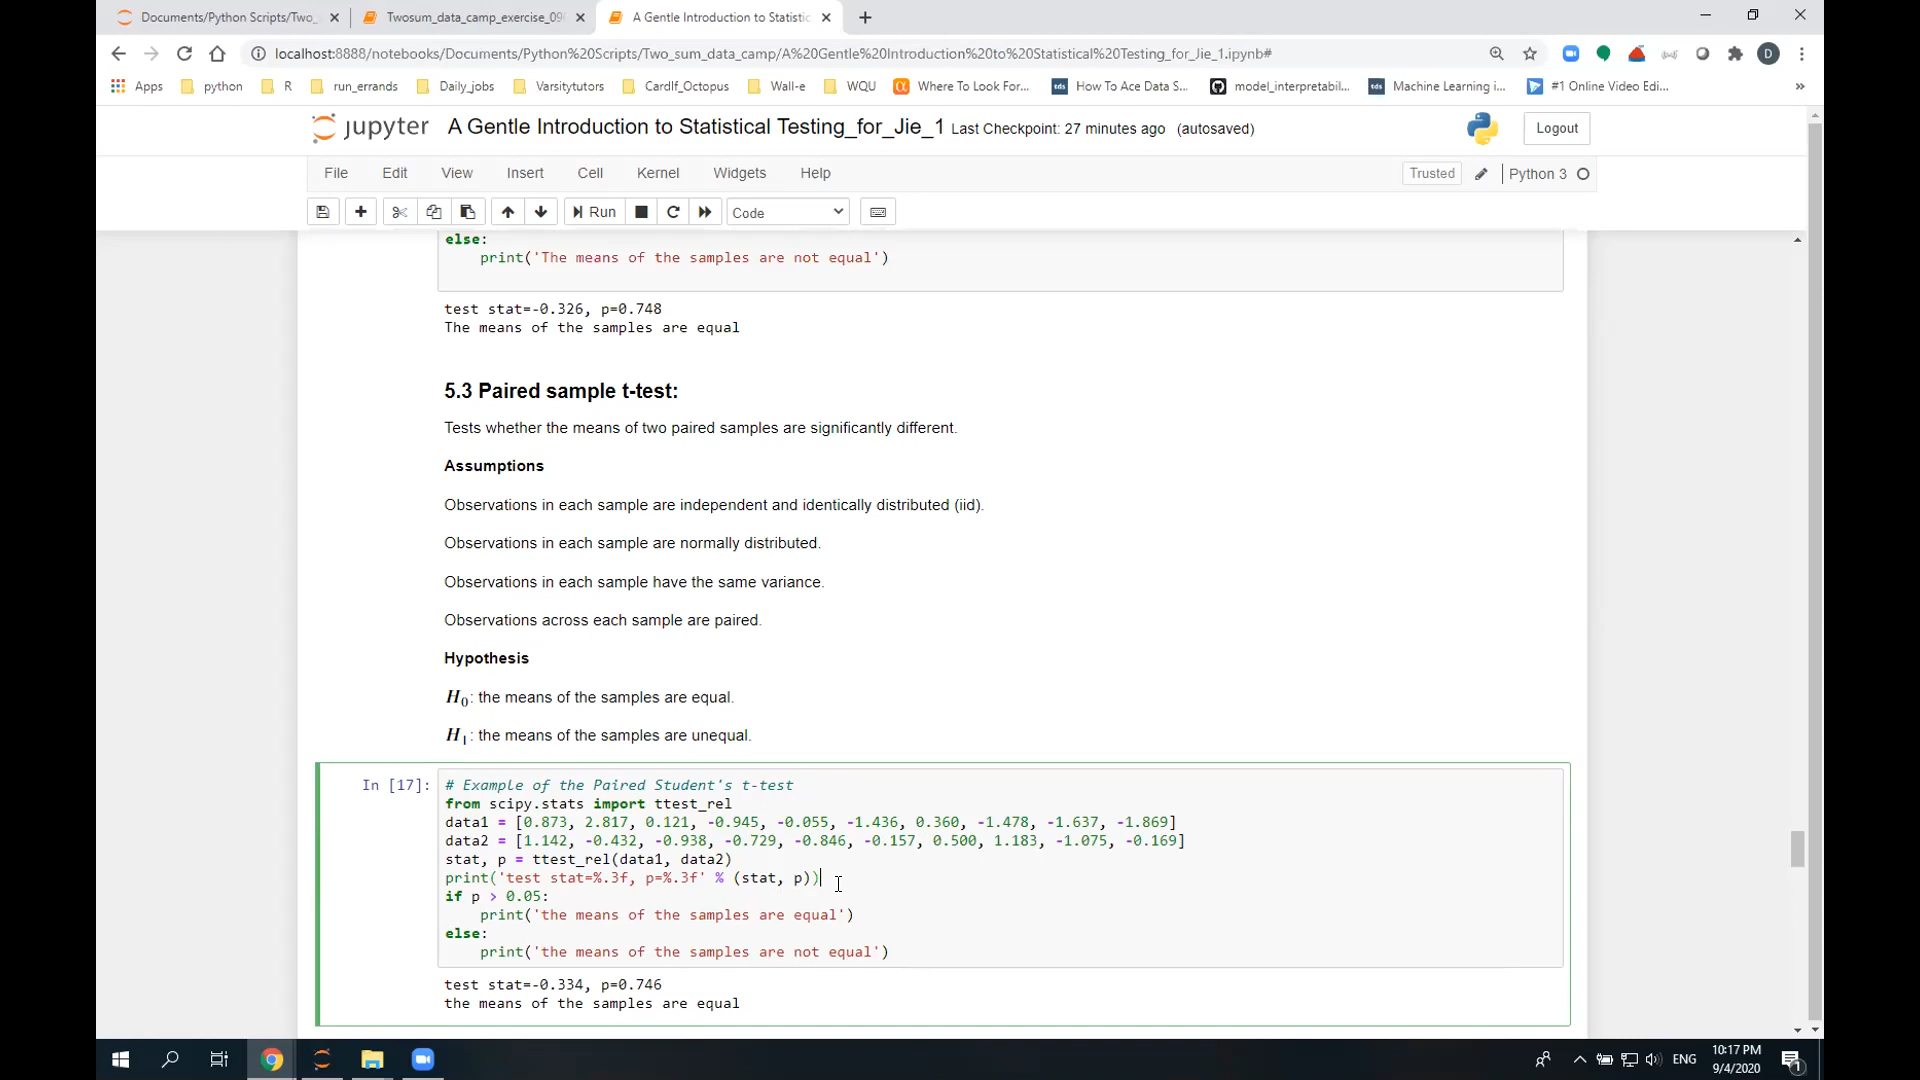 Documents/Python Scripts/Two_
Twosum_data_camp_exercise_09
A Gentle Introduction to Statistic
localhost:8888/notebooks/Documents/Python%20Scripts/Two_sum_data_camp/A%20Gentle%20Introduction%20to%20Statistical%20Testing_for_Jie_1.ipynb#
D
Apps python R run_errands Daily_jobs Varsitytutors Cardlf_Octopus Wall-e WQU Where To Look For... tds How To Ace Data S... model_interpretabil... tds Machine Learning i... #1 Online Video Edi... »
jupyter A Gentle Introduction to Statistical Testing_for_Jie_1 Last Checkpoint: 27 minutes ago (autosaved) Logout
File Edit View Insert Cell Kernel Widgets Help Trusted Python 3
Run Code
else:
print('The means of the samples are not equal')
test stat=-0.326, p=0.748
The means of the samples are equal
5.3 Paired sample t-test:
Tests whether the means of two paired samples are significantly different.
Assumptions
Observations in each sample are independent and identically distributed (iid).
Observations in each sample are normally distributed.
Observations in each sample have the same variance.
Observations across each sample are paired.
Hypothesis
H0: the means of the samples are equal.
H1: the means of the samples are unequal.
In [17]: # Example of the Paired Student's t-test
from scipy.stats import ttest_rel
data1 = [0.873, 2.817, 0.121, -0.945, -0.055, -1.436, 0.360, -1.478, -1.637, -1.869]
data2 = [1.142, -0.432, -0.938, -0.729, -0.846, -0.157, 0.500, 1.183, -1.075, -0.169]
stat, p = ttest_rel(data1, data2)
print('test stat=%.3f, p=%.3f' % (stat, p))
if p > 0.05:
print('the means of the samples are equal')
else:
print('the means of the samples are not equal')
test stat=-0.334, p=0.746
the means of the samples are equal
ENG
10:17 PM
9/4/2020
1